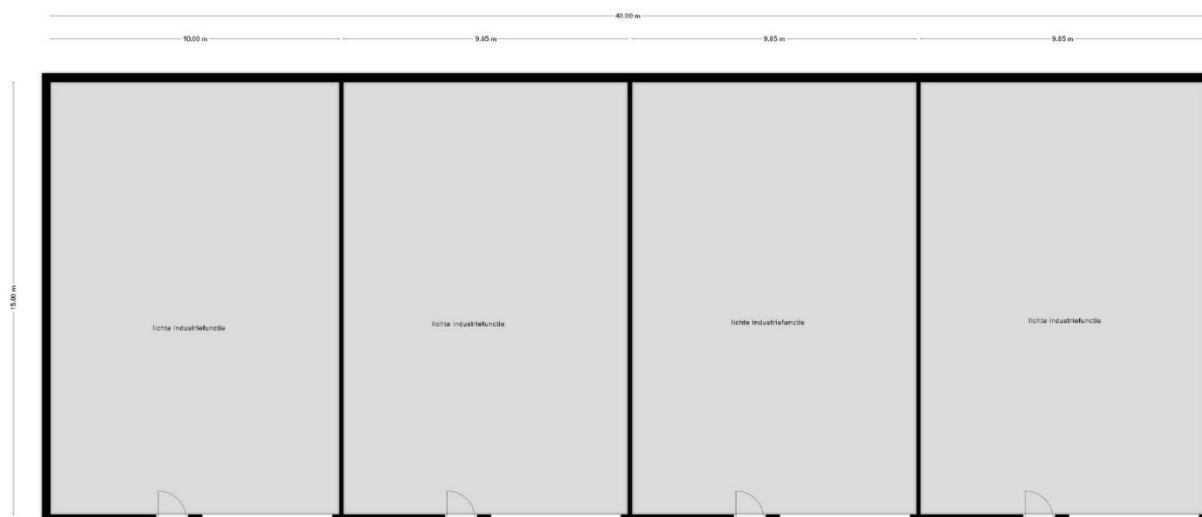 40.00 m
10.00 m
9.85 m
9.85 m
9.85 m
15.00 m
lichte industriefunctie
lichte industriefunctie
lichte industriefunctie
lichte industriefunctie